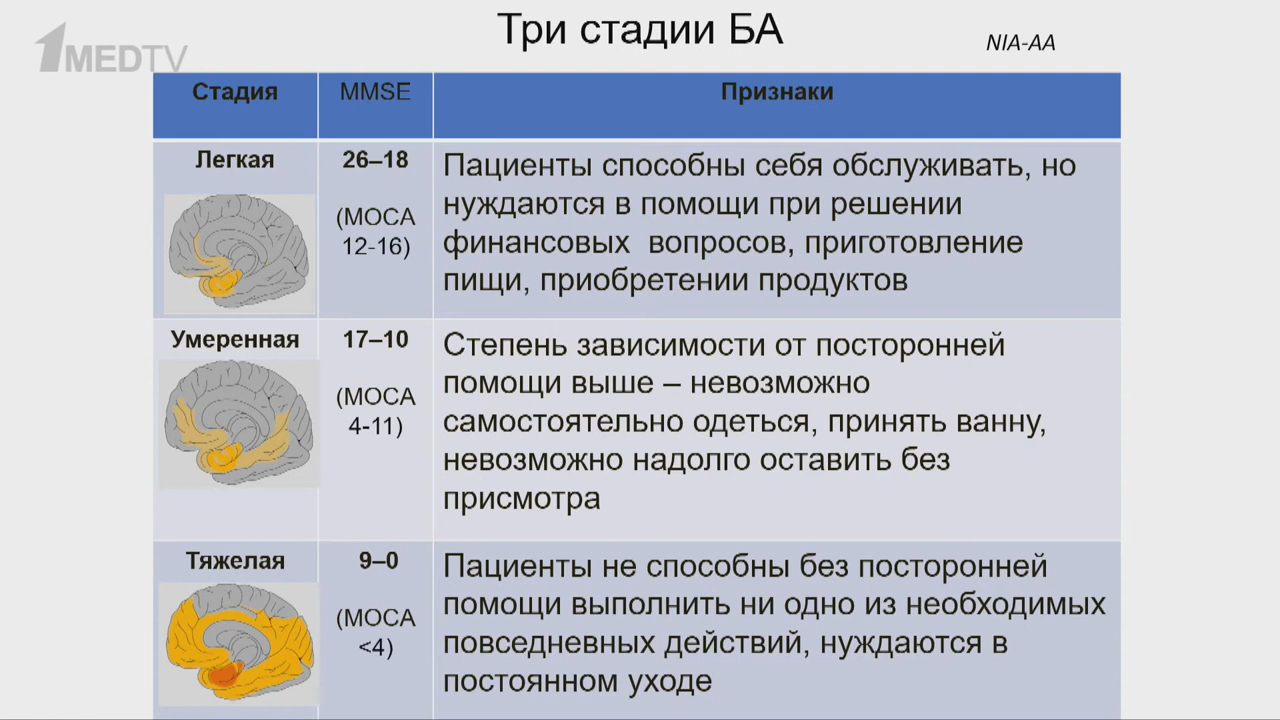 1MEDTV
Три стадии БА
NIA-AA
Стадия
MMSE
Признаки
Легкая
26–18
(МОСА
12-16)
Пациенты способны себя обслуживать, но
нуждаются в помощи при решении
финансовых вопросов, приготовление
пищи, приобретении продуктов
Умеренная
17–10
(МОСА
4-11)
Степень зависимости от посторонней
помощи выше – невозможно
самостоятельно одеться, принять ванну,
невозможно надолго оставить без
присмотра
Тяжелая
9–0
(МОСА
<4)
Пациенты не способны без посторонней
помощи выполнить ни одно из необходимых
повседневных действий, нуждаются в
постоянном уходе